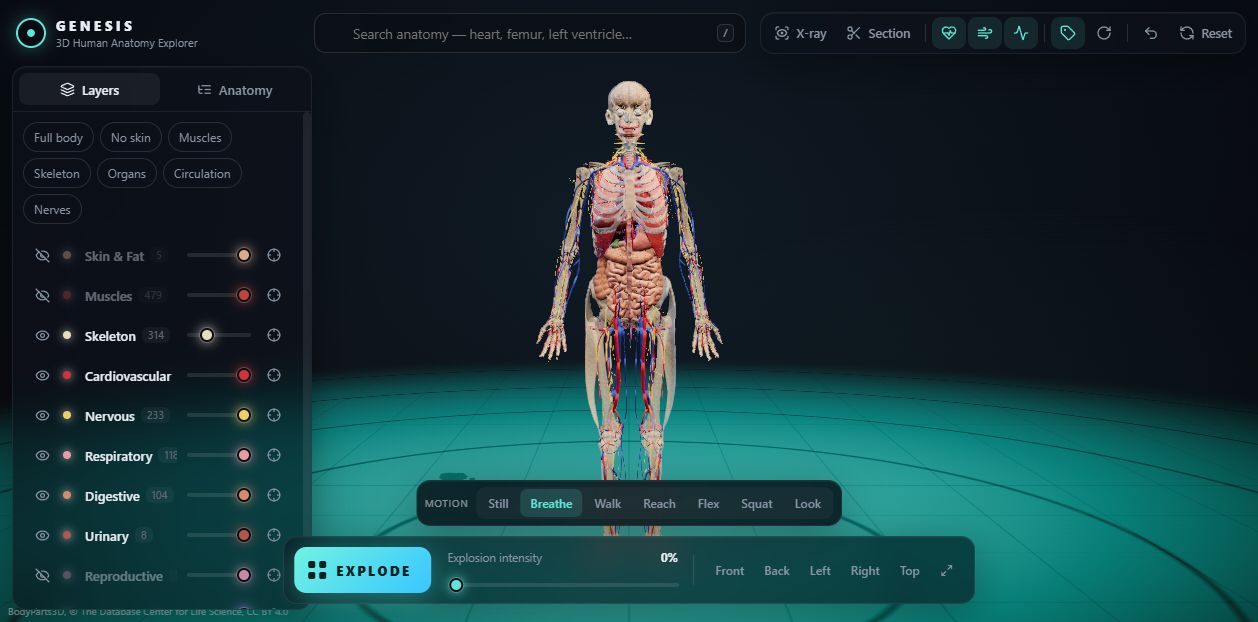 GENESIS
3D Human Anatomy Explorer
Search anatomy — heart, femur, left ventricle...
/
X-ray
Section
Reset
Layers
Anatomy
Full body
No skin
Muscles
Skeleton
Organs
Circulation
Nerves
Skin & Fat 5
Muscles 479
Skeleton 314
Cardiovascular
Nervous 233
Respiratory 118
Digestive 104
Urinary 8
Reproductive
BodyParts3D, © The Database Center for Life Science, CC BY 4.0
MOTION
Still
Breathe
Walk
Reach
Flex
Squat
Look
EXPLODE
Explosion intensity
0%
Front
Back
Left
Right
Top